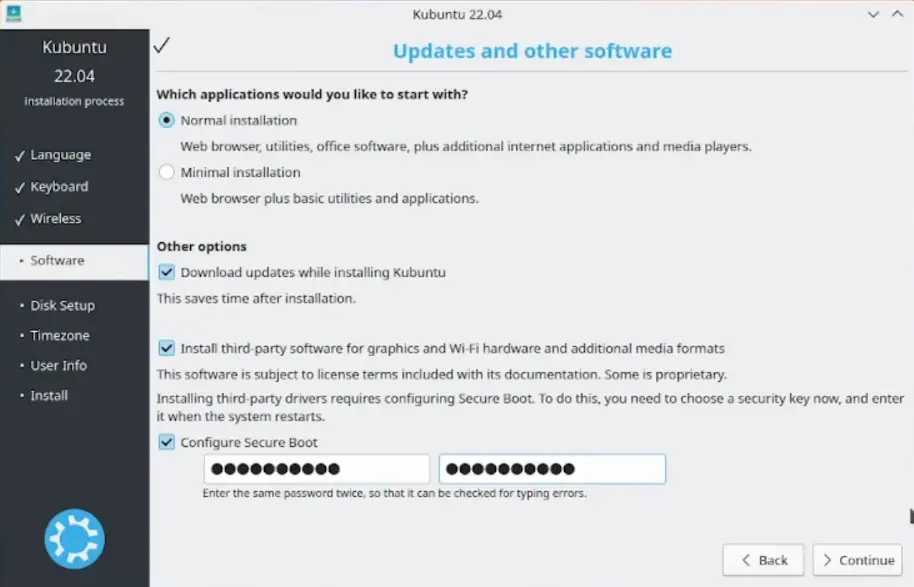 Kubuntu 22.04
Kubuntu
22.04
installation process
Language
Keyboard
Wireless
Software
Disk Setup
Timezone
User Info
Install
Updates and other software
Which applications would you like to start with?
Normal installation
Web browser, utilities, office software, plus additional internet applications and media players.
Minimal installation
Web browser plus basic utilities and applications.
Other options
Download updates while installing Kubuntu
This saves time after installation.
Install third-party software for graphics and Wi-Fi hardware and additional media formats
This software is subject to license terms included with its documentation. Some is proprietary.
Installing third-party drivers requires configuring Secure Boot. To do this, you need to choose a security key now, and enter
it when the system restarts.
Configure Secure Boot
●●●●●●●●●● ●●●●●●●●●●
Enter the same password twice, so that it can be checked for typing errors.
Back
Continue